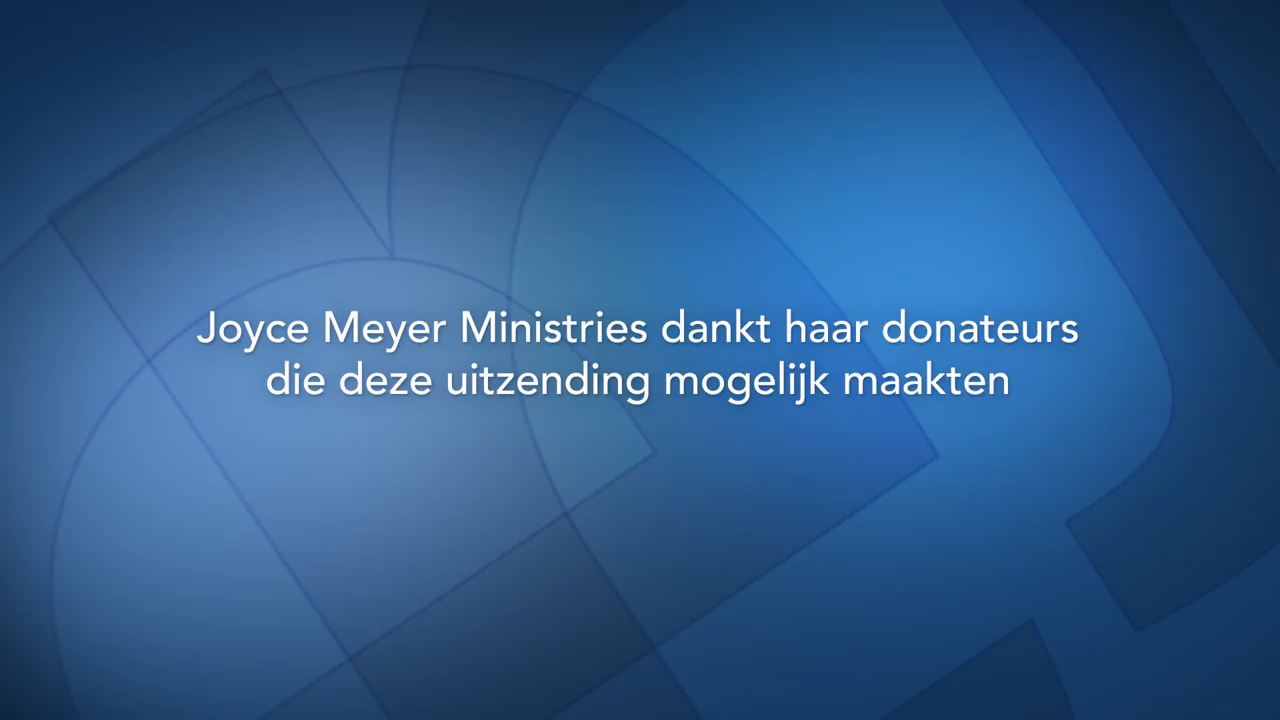 Joyce Meyer Ministries dankt haar donateurs
die deze uitzending mogelijk maakten